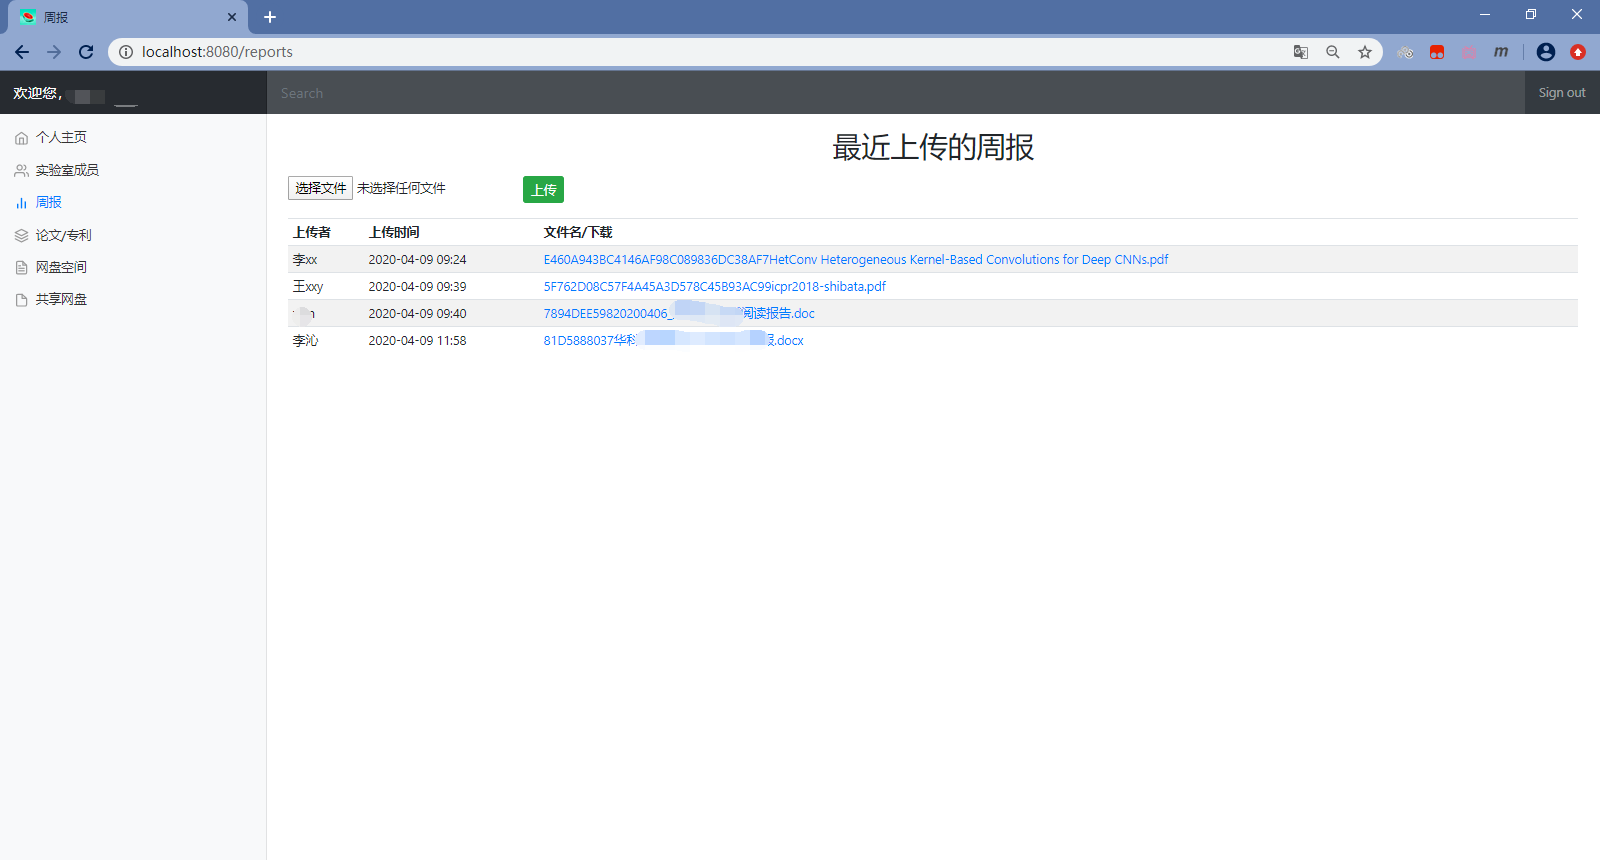 周报
localhost:8080/reports
m
欢迎您,
Search
Sign out
个人主页
实验室成员
周报
论文/专利
网盘空间
共享网盘
最近上传的周报
选择文件 未选择任何文件 上传
上传者 上传时间 文件名/下载
李xx 2020-04-09 09:24 E460A943BC4146AF98C089836DC38AF7HetConv Heterogeneous Kernel-Based Convolutions for Deep CNNs.pdf
王xxy 2020-04-09 09:39 5F762D08C57F4A45A3D578C45B93AC99icpr2018-shibata.pdf
2020-04-09 09:40 7894DEE59820200406_ 阅读报告.doc
李沁 2020-04-09 11:58 81D5888037华科 报.docx